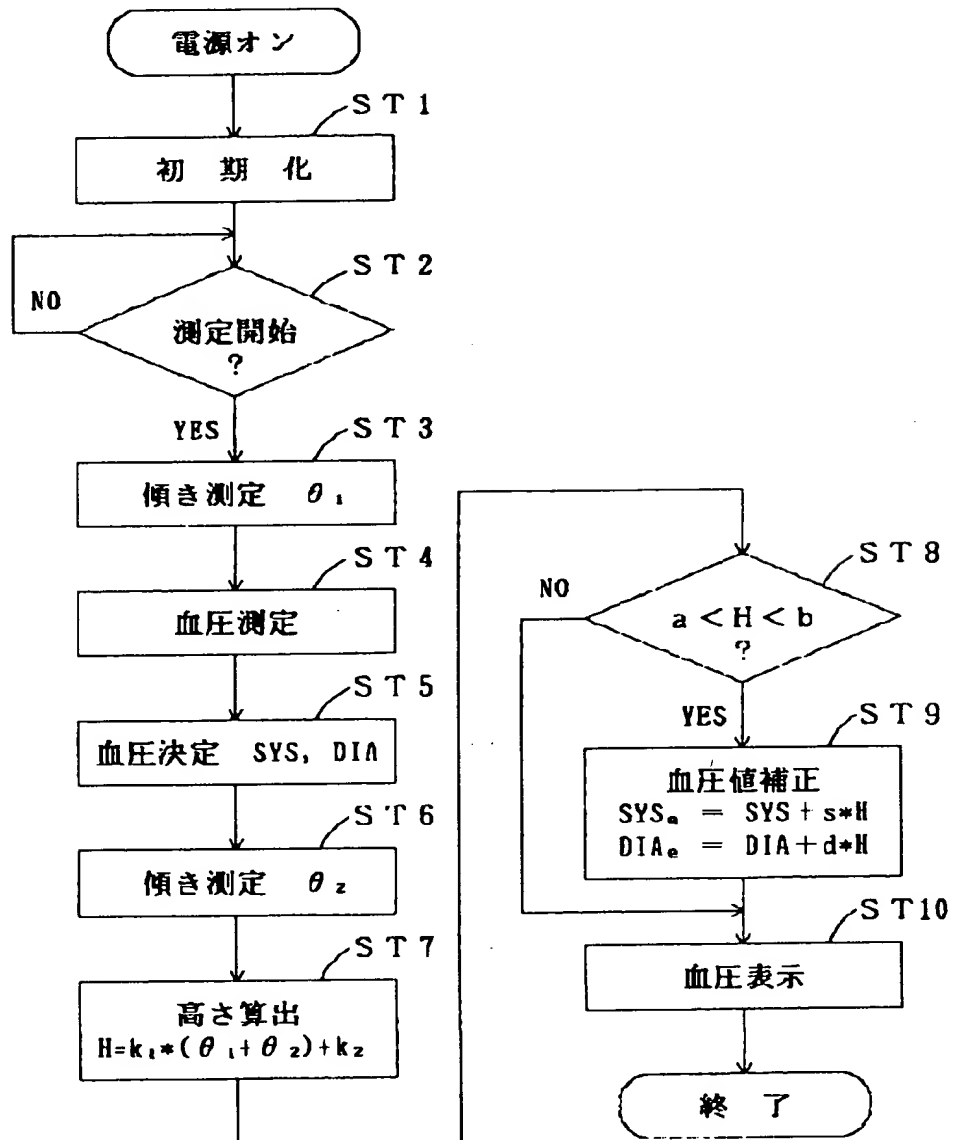 電源オン
ST1
初 期 化
ST2
NO
測定開始
?
YES
ST3
傾き測定 θ₁
ST4
血圧測定
ST5
血圧決定 SYS, DIA
ST6
傾き測定 θ₂
ST7
高さ算出
H=k₁*(θ₁+θ₂)+k₂
ST8
NO
a<H<b
?
YES
ST9
血圧値補正
SYSₑ = SYS+s*H
DIAₑ = DIA+d*H
ST10
血圧表示
終 了